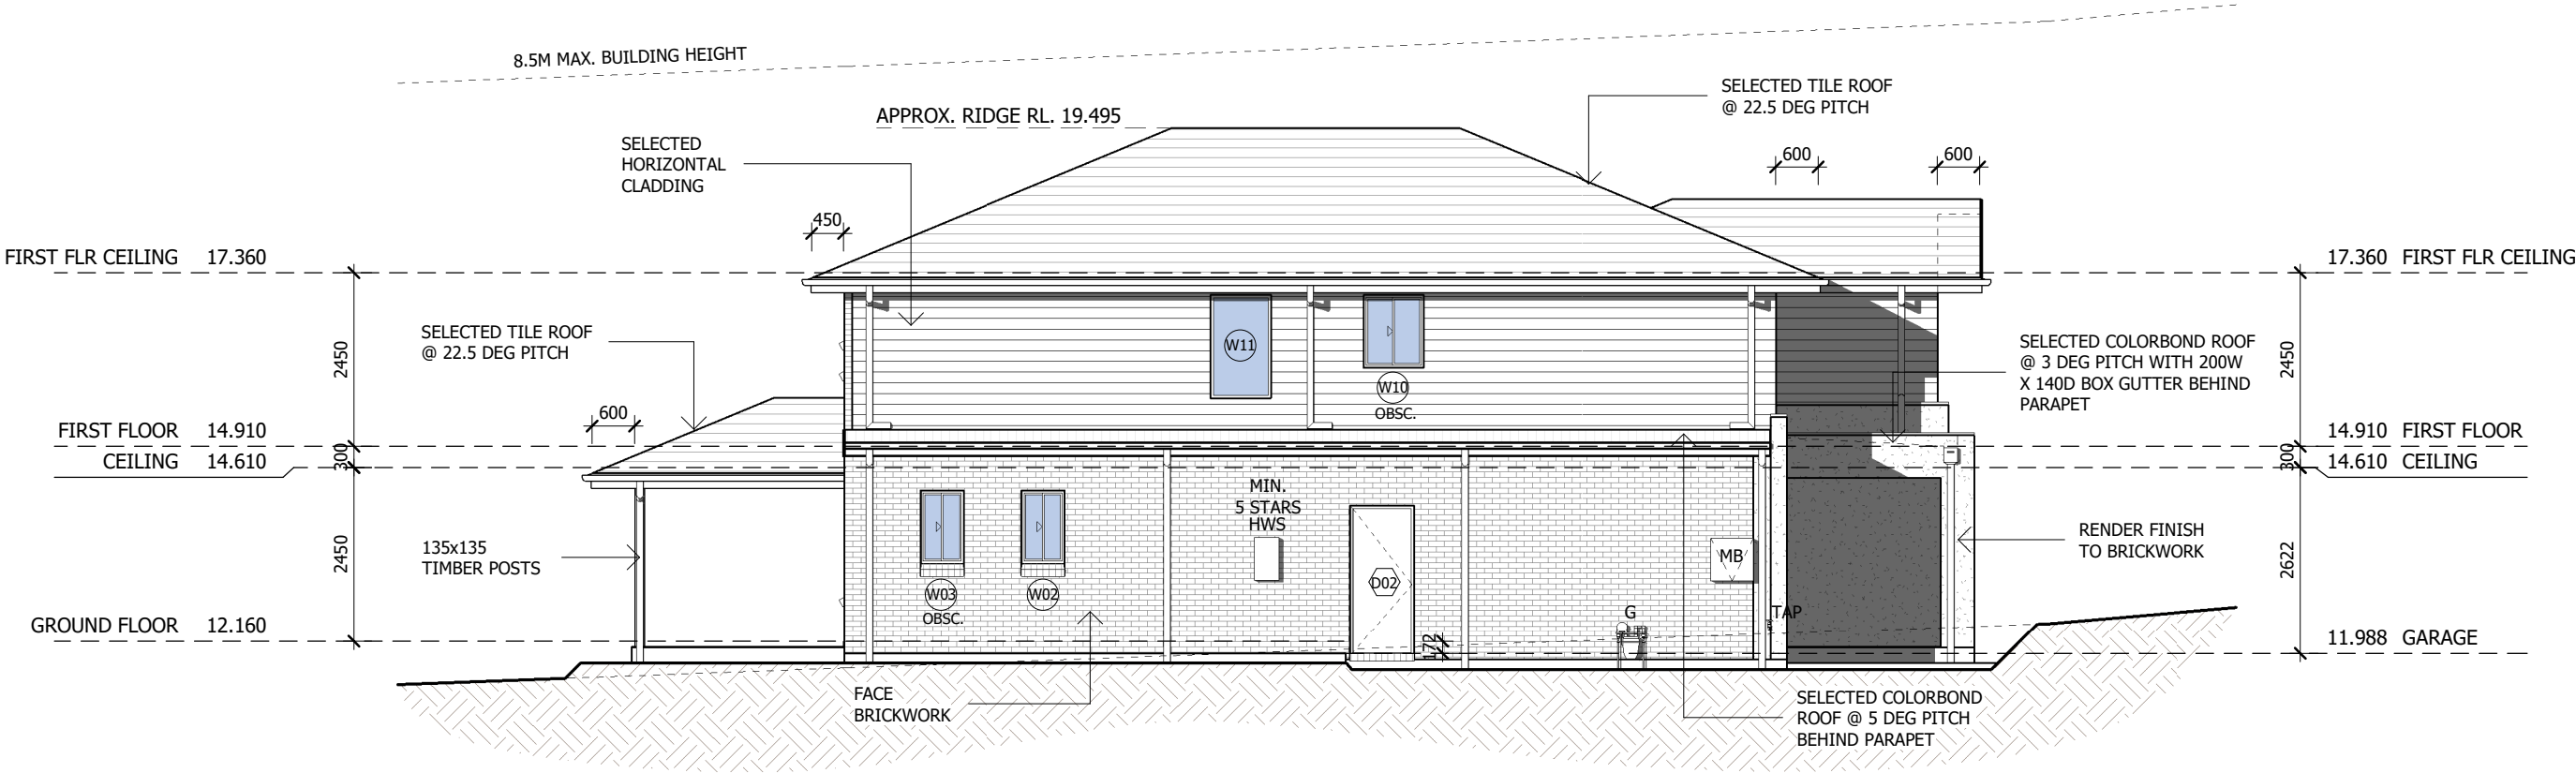 8.5M MAX. BUILDING HEIGHT
APPROX. RIDGE RL. 19.495
SELECTED TILE ROOF
@ 22.5 DEG PITCH
SELECTED
HORIZONTAL
CLADDING
600
600
450
FIRST FLR CEILING 17.360
17.360 FIRST FLR CEILING
SELECTED TILE ROOF
@ 22.5 DEG PITCH
W11
W10
OBSC.
SELECTED COLORBOND ROOF
@ 3 DEG PITCH WITH 200W
X 140D BOX GUTTER BEHIND
PARAPET
2450
2450
600
FIRST FLOOR 14.910
14.910 FIRST FLOOR
300
300
CEILING 14.610
14.610 CEILING
MIN.
5 STARS
HWS
135x135
TIMBER POSTS
2450
W03
OBSC.
W02
D02
MB
RENDER FINISH
TO BRICKWORK
2622
G
TAP
172
GROUND FLOOR 12.160
11.988 GARAGE
FACE
BRICKWORK
SELECTED COLORBOND
ROOF @ 5 DEG PITCH
BEHIND PARAPET